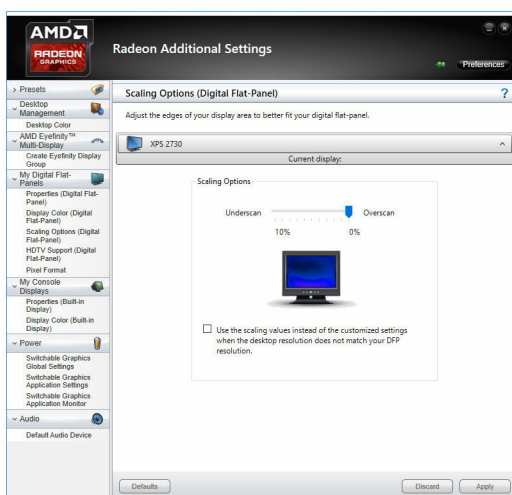 AMD
RADEON
GRAPHICS
Radeon Additional Settings
Preferences
Presets
Desktop
Management
Desktop Color
AMD Eyefinity™
Multi-Display
Create Eyefinity Display
Group
My Digital Flat-
Panels
Properties (Digital Flat-
Panel)
Display Color (Digital
Flat-Panel)
Scaling Options (Digital
Flat-Panel)
HDTV Support (Digital
Flat-Panel)
Pixel Format
My Console
Displays
Properties (Built-in
Display)
Display Color (Built-in
Display)
Power
Switchable Graphics
Global Settings
Switchable Graphics
Application Settings
Switchable Graphics
Application Monitor
Audio
Default Audio Device
Scaling Options (Digital Flat-Panel)
?
Adjust the edges of your display area to better fit your digital flat-panel.
XPS 2730
Current display:
Scaling Options
Underscan
Overscan
10%
0%
Use the scaling values instead of the customized settings
when the desktop resolution does not match your DFP
resolution.
Defaults
Discard
Apply